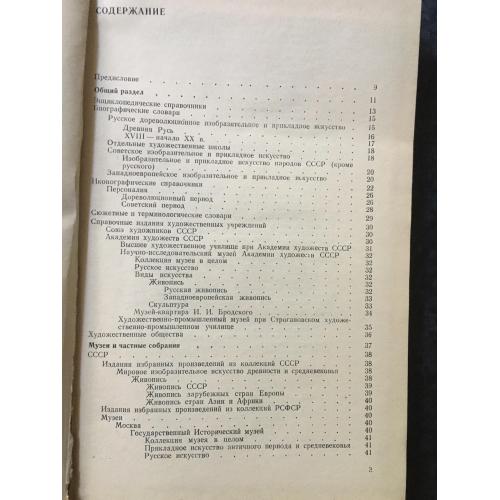 СОДЕРЖАНИЕ
Предисловие . . . 9
Общий раздел . . . 11
Энциклопедические справочники . . . 13
Биографические словари . . . 15
Русское дореволюционное изобразительное и прикладное искусство 15
Древняя Русь . . . 16
XVIII — начало XX в. . . . 17
Отдельные художественные школы . . . 18
Советское изобразительное и прикладное искусство . . . 18
Изобразительное и прикладное искусство народов СССР (кроме
русского) . . . 20
Западноевропейское изобразительное и прикладное искусство . . . 20
Иконографические справочники . . . 22
Персоналия . . . 26
Дореволюционный период . . . 26
Советский период . . . 28
Сюжетные и терминологические словари . . . 29
Справочные издания художественных учреждений . . . 30
Союз художников СССР . . . 30
Академия художеств СССР . . . 30
Высшее художественное училище при Академии художеств СССР 31
Научно-исследовательский музей Академии художеств СССР . 32
Коллекция музея в целом . . . 32
Русское искусство . . . 32
Виды искусства . . . 32
Живопись . . . 32
Русская живопись . . . 32
Западноевропейская живопись . . . 33
Скульптура . . . 33
Музей-квартира И. И. Бродского . . . 34
Художественно-промышленный музей при Строгановском художе-
ственно-промышленном училище . . . 35
Художественные общества . . . 36
Музеи и частные собрания . . . 37
СССР . . . 38
Издания избранных произведений из коллекций СССР . . . 38
Мировое изобразительное искусство древности и средневековья 38
Живопись . . . 38
Живопись СССР . . . 39
Живопись зарубежных стран Европы . . . 39
Живопись стран Азии и Африки . . . 40
Издания избранных произведений из коллекций РСФСР . . . 40
Музеи . . . 40
Москва . . . 40
Государственный Исторический музей . . . 40
Коллекция музея в целом . . . 41
Прикладное искусство античного периода и средневековья . 41
Русское искусство . . . 41
3